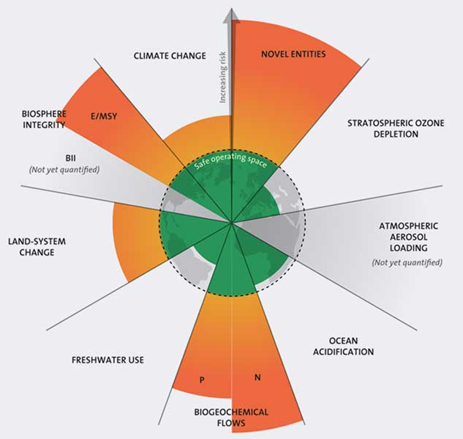 CLIMATE CHANGE
NOVEL ENTITIES
Increasing risk
BIOSPHERE
INTEGRITY
E/MSY
STRATOSPHERIC OZONE
DEPLETION
BII
(Not yet quantified)
Safe operating space
LAND-SYSTEM
CHANGE
ATMOSPHERIC
AEROSOL
LOADING
(Not yet quantified)
FRESHWATER USE
OCEAN
ACIDIFICATION
P
N
BIOGEOCHEMICAL
FLOWS